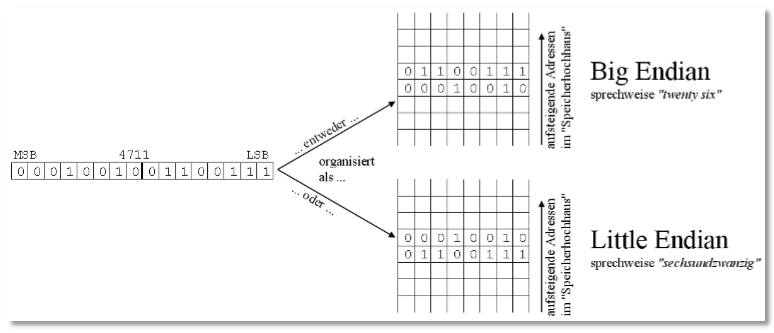 MSB 4711 LSB
0 0 0 1 0 0 1 0 0 1 1 0 0 1 1 1
... entweder ...
organisiert
als ...
... oder ...
0 1 1 0 0 1 1 1
0 0 0 1 0 0 1 0
aufsteigende Adressen
im "Speicherhochhaus"
Big Endian
sprechweise "twenty six"
0 0 0 1 0 0 1 0
0 1 1 0 0 1 1 1
aufsteigende Adressen
im "Speicherhochhaus"
Little Endian
sprechweise "sechsundzwanzig"